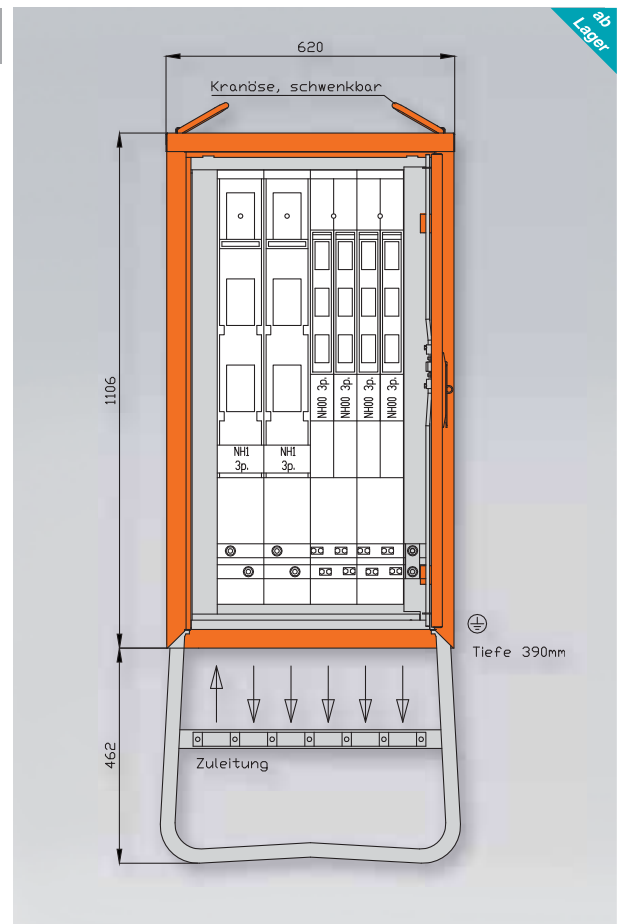 ab
Lager
620
Kranöse, schwenkbar
1106
NH00 3p.
NH00 3p.
NH00 3p.
NH00 3p.
NH1
3p.
NH1
3p.
Tiefe 390mm
462
Zuleitung